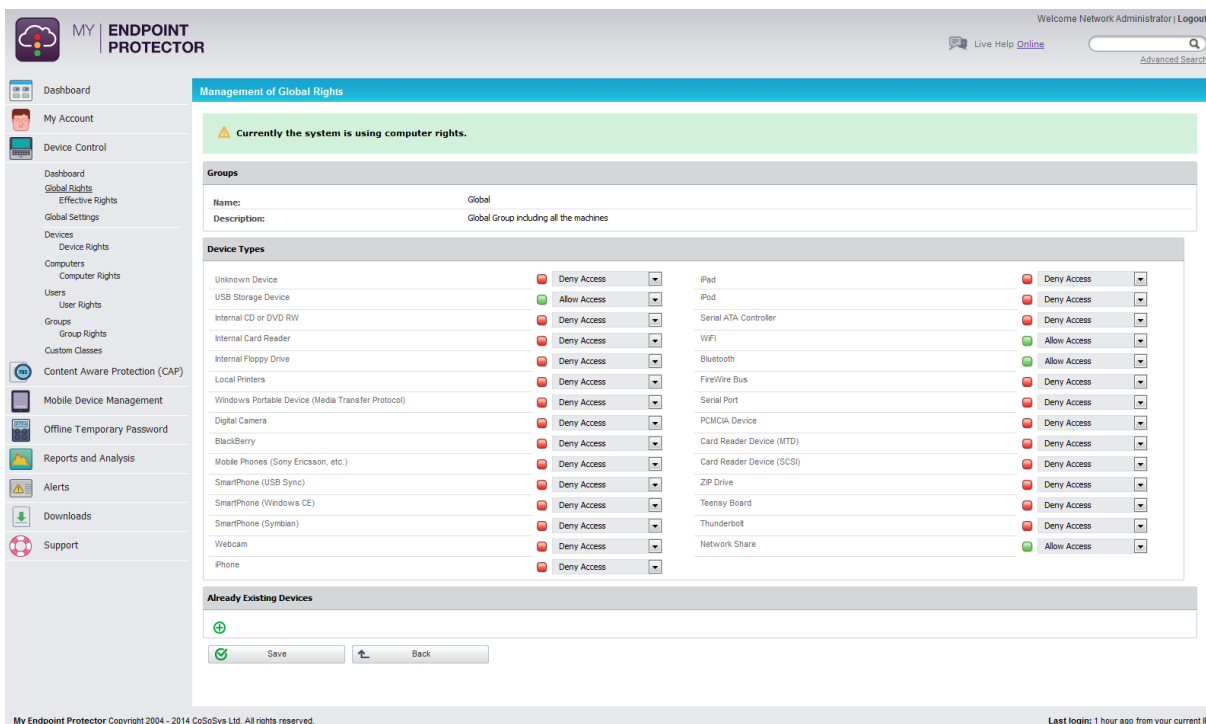 Welcome Network Administrator | Logout
MY | ENDPOINT
PROTECTOR
Live Help Online
Advanced Search
Dashboard
My Account
Device Control
Dashboard
Global Rights
Effective Rights
Global Settings
Devices
Device Rights
Computers
Computer Rights
Users
User Rights
Groups
Group Rights
Custom Classes
Content Aware Protection (CAP)
Mobile Device Management
Offline Temporary Password
Reports and Analysis
Alerts
Downloads
Support
Management of Global Rights
Currently the system is using computer rights.
Groups
Name: Global
Description: Global Group including all the machines
Device Types
Unknown Device Deny Access
USB Storage Device Allow Access
Internal CD or DVD RW Deny Access
Internal Card Reader Deny Access
Internal Floppy Drive Deny Access
Local Printers Deny Access
Windows Portable Device (Media Transfer Protocol) Deny Access
Digital Camera Deny Access
BlackBerry Deny Access
Mobile Phones (Sony Ericsson, etc.) Deny Access
SmartPhone (USB Sync) Deny Access
SmartPhone (Windows CE) Deny Access
SmartPhone (Symbian) Deny Access
Webcam Deny Access
iPhone Deny Access
iPad Deny Access
iPod Deny Access
Serial ATA Controller Deny Access
WiFi Allow Access
Bluetooth Allow Access
FireWire Bus Deny Access
Serial Port Deny Access
PCMCIA Device Deny Access
Card Reader Device (MTD) Deny Access
Card Reader Device (SCSI) Deny Access
ZIP Drive Deny Access
Teensy Board Deny Access
Thunderbolt Deny Access
Network Share Allow Access
Already Existing Devices
Save
Back
My Endpoint Protector Copyright 2004 - 2014 CoSoSys Ltd. All rights reserved.
Last login: 1 hour ago from your current IP